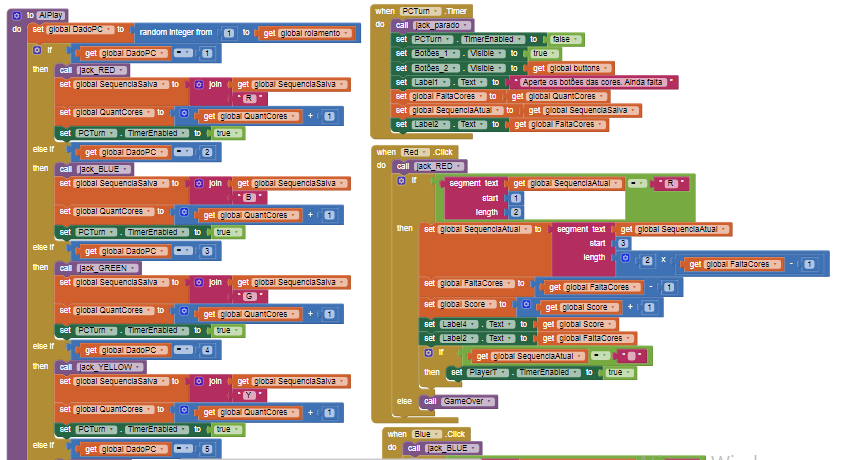 to AIPlay
do set global DadoPC to random integer from 1 to get global rolamento
if get global DadoPC = 1
then call jack_RED
set global SequenciaSalva to join get global SequenciaSalva
" R "
set global QuantCores to get global QuantCores + 1
set PCTurn . TimerEnabled to true
else if get global DadoPC = 2
then call jack_BLUE
set global SequenciaSalva to join get global SequenciaSalva
" B "
set global QuantCores to get global QuantCores + 1
set PCTurn . TimerEnabled to true
else if get global DadoPC = 3
then call jack_GREEN
set global SequenciaSalva to join get global SequenciaSalva
" G "
set global QuantCores to get global QuantCores + 1
set PCTurn . TimerEnabled to true
else if get global DadoPC = 4
then call jack_YELLOW
set global SequenciaSalva to join get global SequenciaSalva
" Y "
set global QuantCores to get global QuantCores + 1
set PCTurn . TimerEnabled to true
else if get global DadoPC = 5
when PCTurn .Timer
do call jack_parado
set PCTurn . TimerEnabled to false
set Botões_1 . Visible to true
set Botões_2 . Visible to get global buttons
set Label1 . Text to " Aperte os botões das cores. Ainda falta "
set global FaltaCores to get global QuantCores
set global SequenciaAtual to get global SequenciaSalva
set Label2 . Text to get global FaltaCores
when Red .Click
do call jack_RED
if segment text get global SequenciaAtual = " R "
start 1
length 2
then set global SequenciaAtual to segment text get global SequenciaAtual
start 3
length 2 × get global FaltaCores - 1
set global FaltaCores to get global FaltaCores - 1
set global Score to get global Score + 1
set Label4 . Text to get global Score
set Label2 . Text to get global FaltaCores
if get global SequenciaAtual = " "
then set PlayerT . TimerEnabled to true
else call GameOver
when Blue .Click
do call jack_BLUE